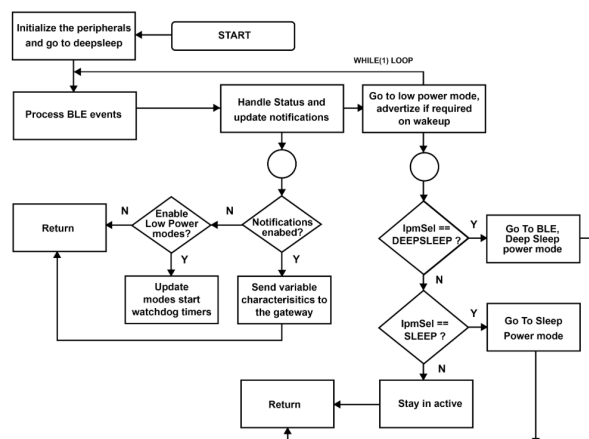 Initialize the peripherals
and go to deepsleep
START
WHILE(1) LOOP
Process BLE events
Handle Status and
update notifications
Go to low power mode,
advertize if required
on wakeup
Return
N
Enable
Low Power
modes?
N
Notifications
enabed?
Y
Y
Update
modes start
watchdog timers
Send variable
characterisitics to
the gateway
IpmSel ==
DEEPSLEEP ?
Y
Go To BLE,
Deep Sleep
power mode
N
IpmSel ==
SLEEP ?
Y
Go To Sleep
Power mode
N
Return
Stay in active